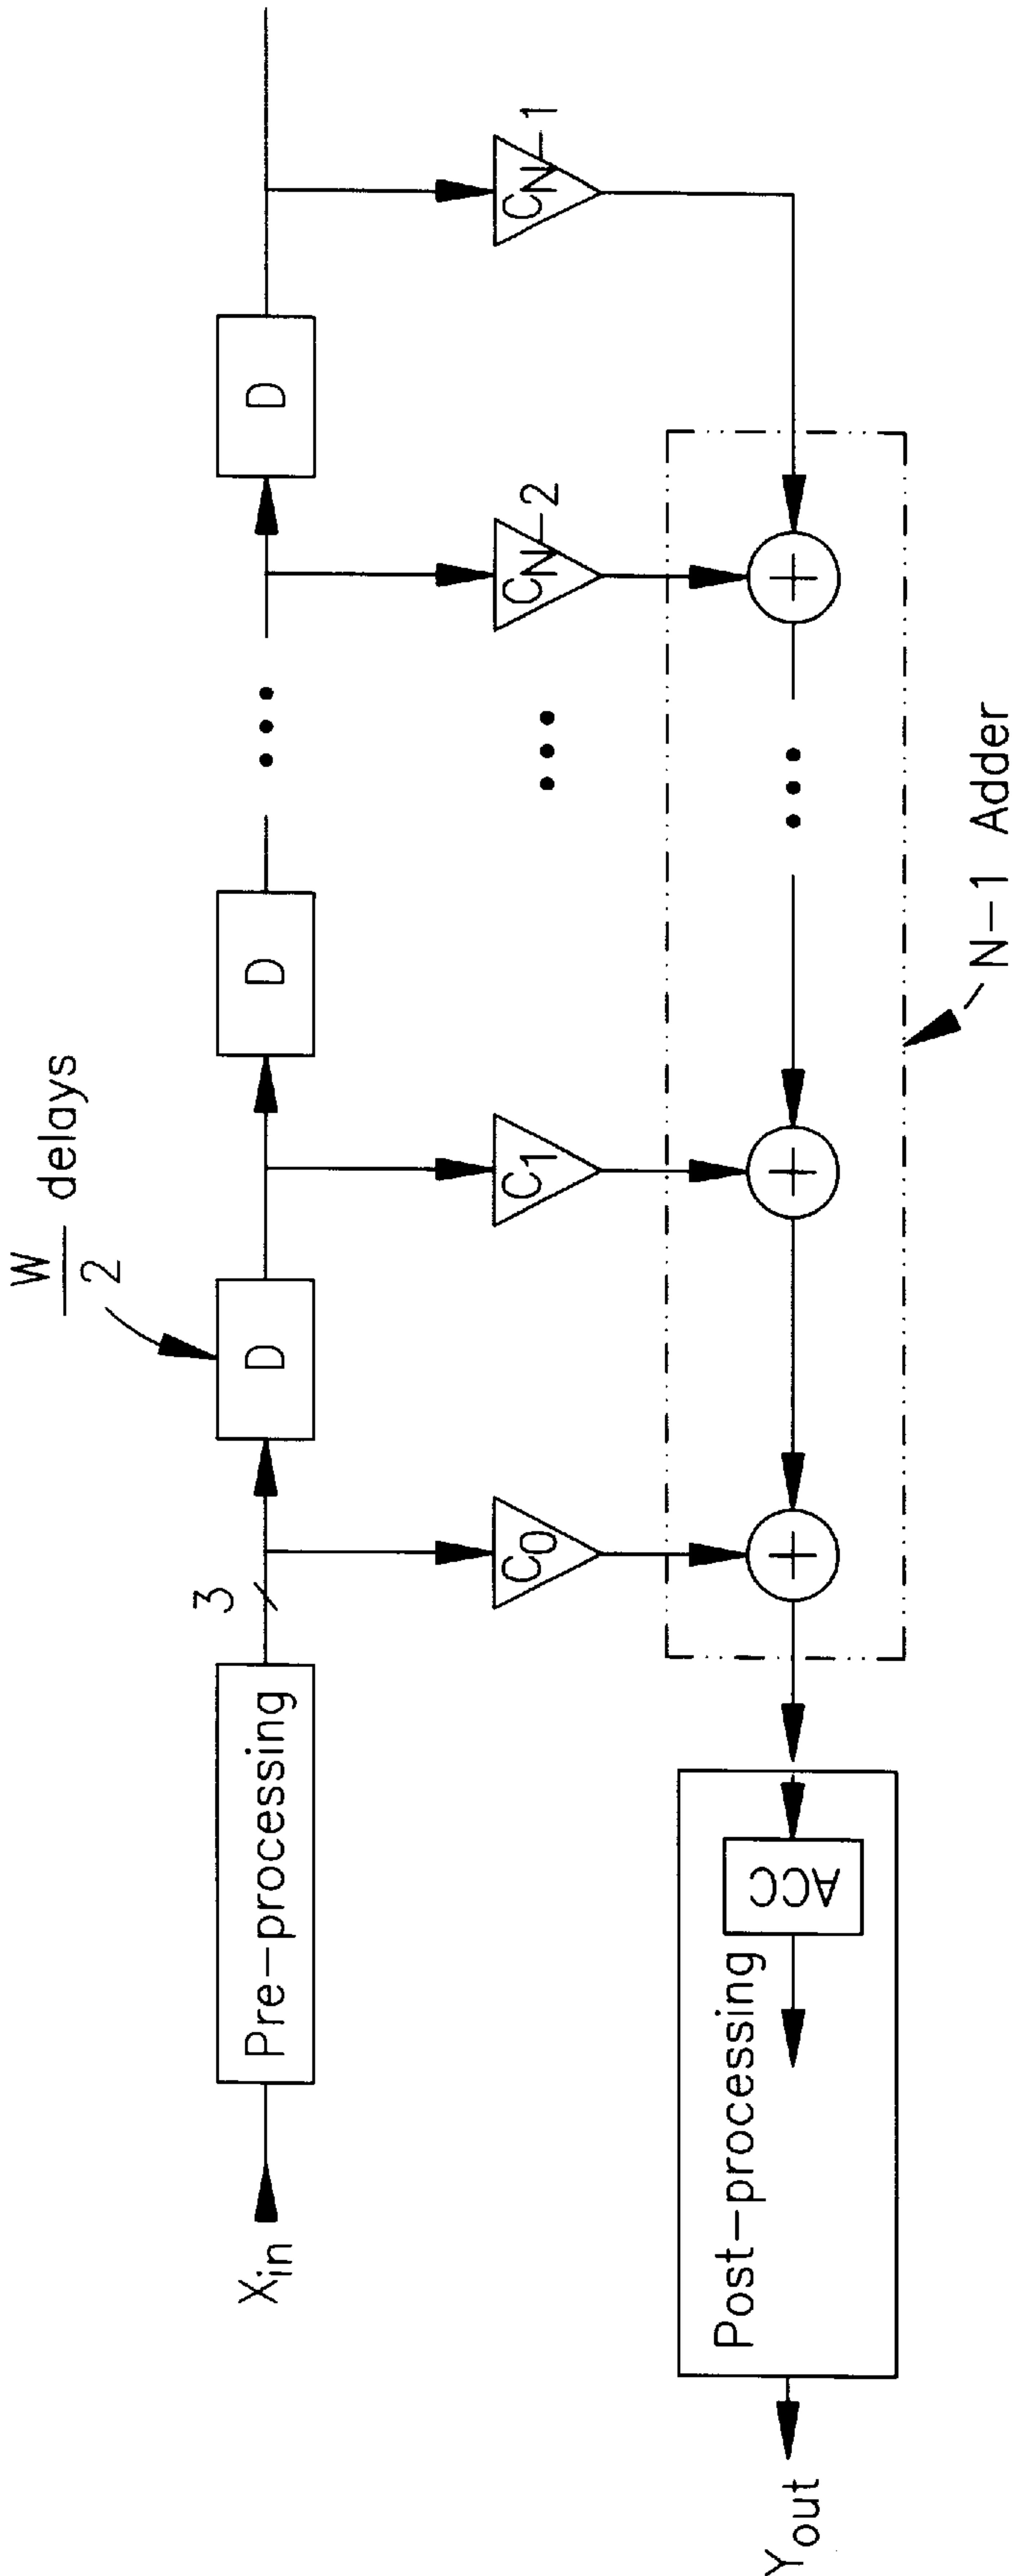 W/2 delays
X_in
Pre-processing
3
D
D
D
C_0
C_1
C_N-2
C_N-1
+
+
+
N-1 Adder
Post-processing
ACC
Y_out